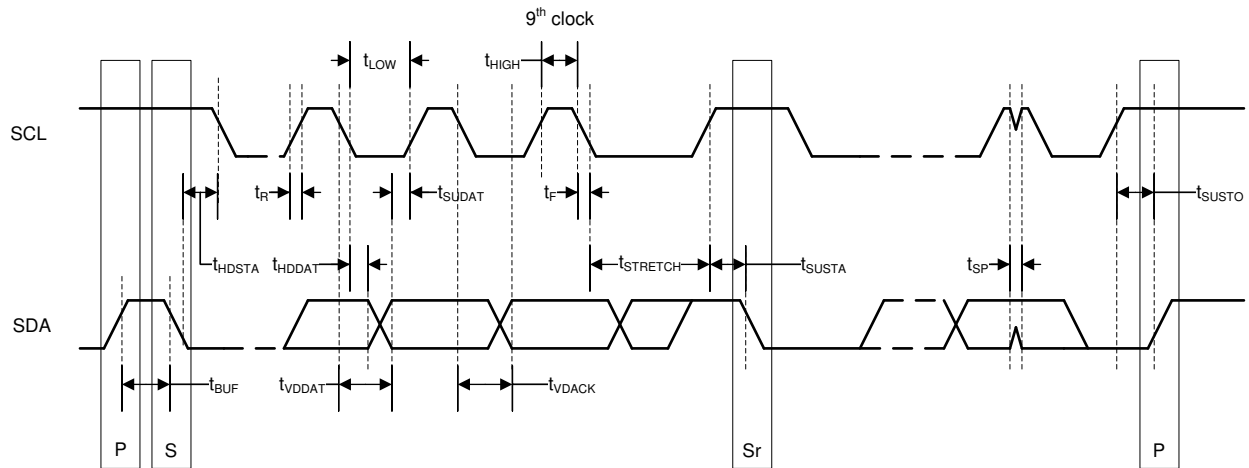 9th clock
tLOW
tHIGH
SCL
tR
tSUDAT
tF
tSUSTO
tHDSTA
tHDDAT
tSTRETCH
tSUSTA
tSP
SDA
tBUF
tVDDAT
tVDACK
P
S
Sr
P